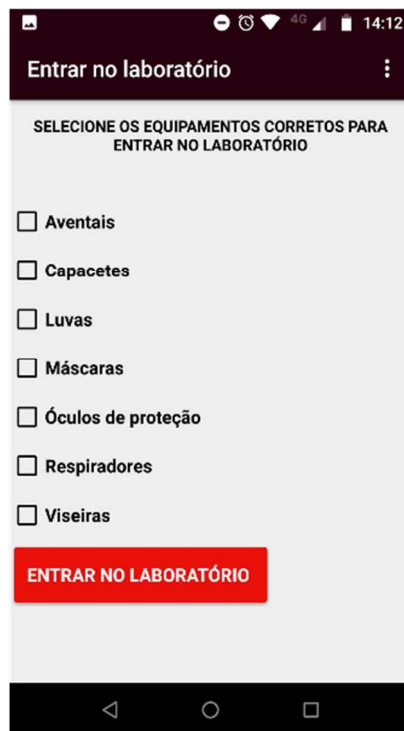 4G 14:12
Entrar no laboratório
SELECIONE OS EQUIPAMENTOS CORRETOS PARA
ENTRAR NO LABORATÓRIO
Aventais
Capacetes
Luvas
Máscaras
Óculos de proteção
Respiradores
Viseiras
ENTRAR NO LABORATÓRIO